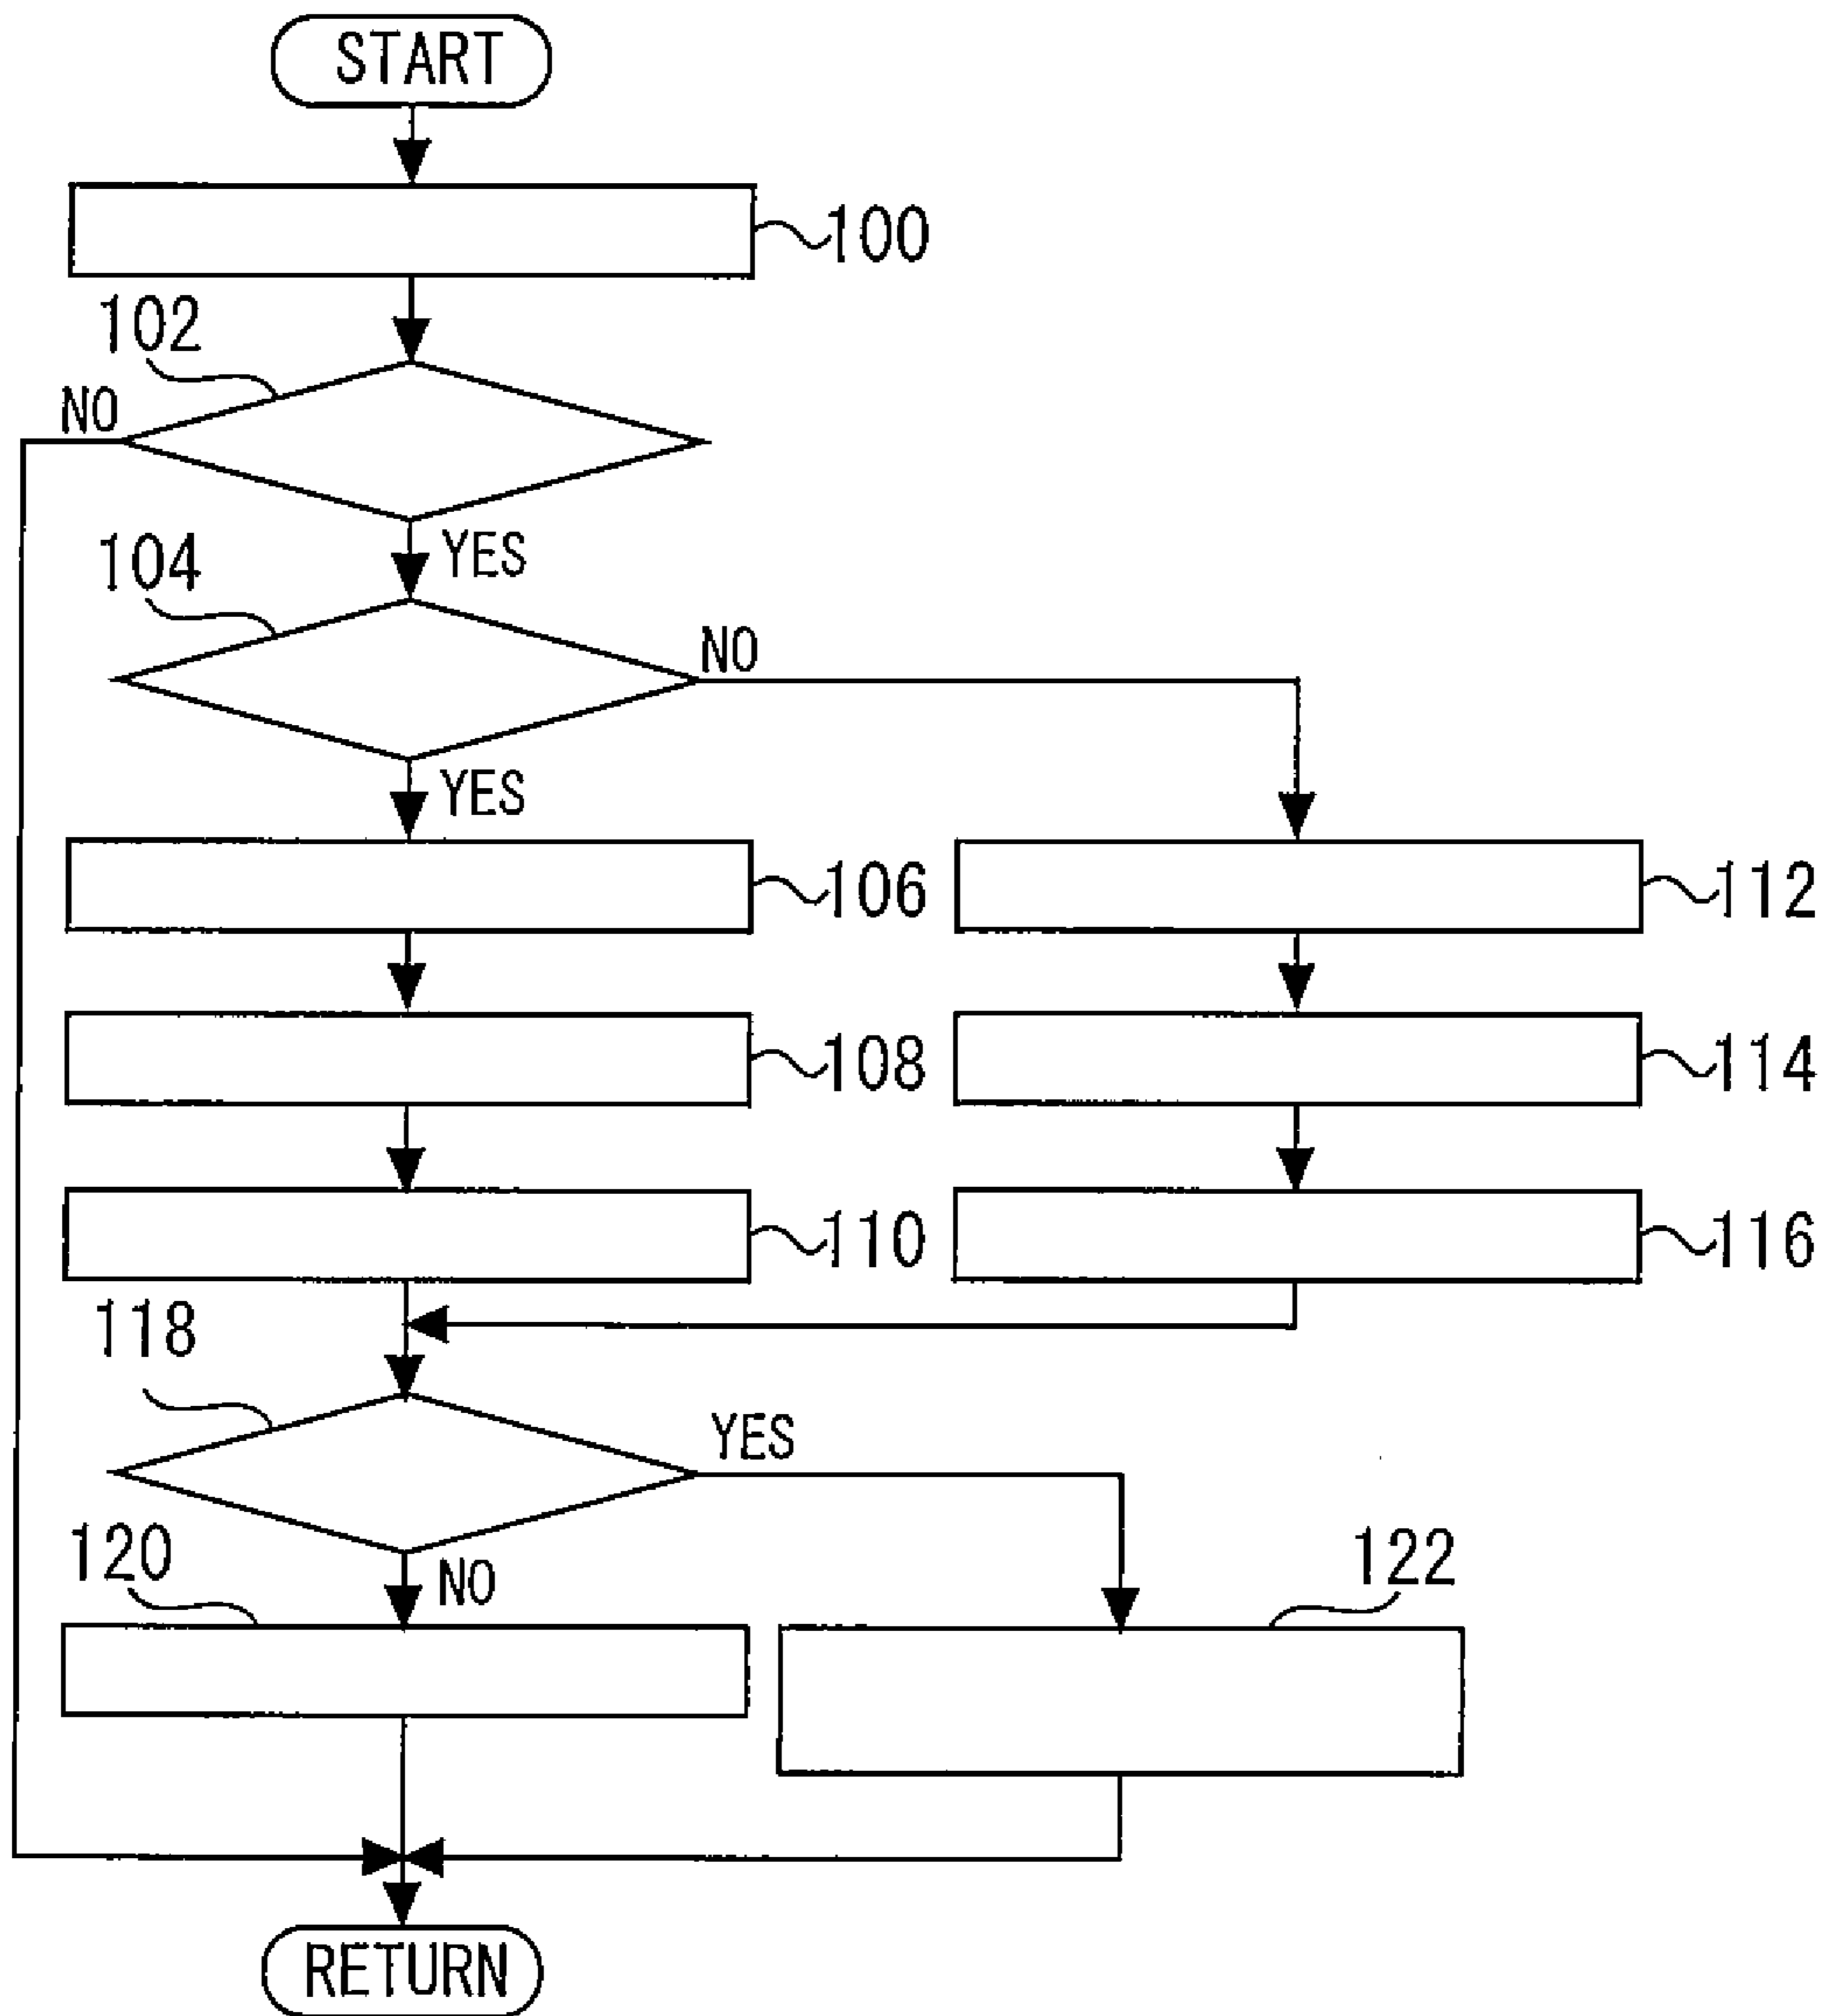 START
100
102
NO
YES
104
NO
YES
106
112
108
114
110
116
118
YES
120
NO
122
RETURN